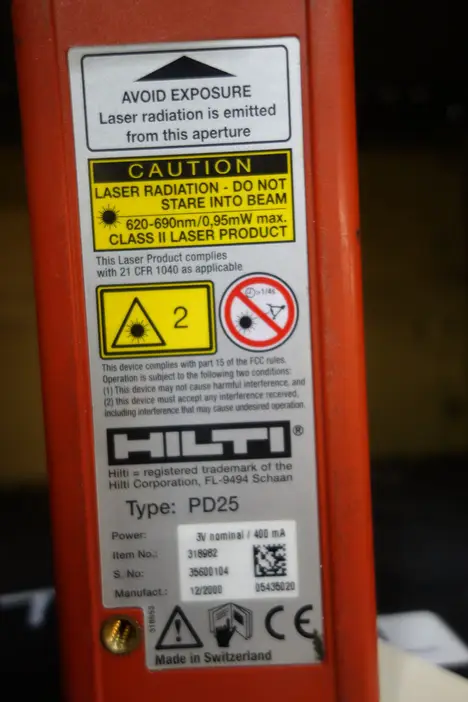 AVOID EXPOSURE
Laser radiation is emitted
from this aperture
CAUTION
LASER RADIATION - DO NOT
STARE INTO BEAM
620-690nm/0,95mW max.
CLASS II LASER PRODUCT
This Laser Product complies
with 21 CFR 1040 as applicable
2
>1/4s
This device complies with part 15 of the FCC rules.
Operation is subject to the following two conditions:
(1) This device may not cause harmful interference, and
(2) this device must accept any interference received,
including interference that may cause undesired operation.
HILTI®
Hilti = registered trademark of the
Hilti Corporation, FL-9494 Schaan
Type: PD25
Power: 3V nominal / 400 mA
Item No.: 318982
S. No: 35600104
Manufact.: 12/2000 05435020
CE
Made in Switzerland